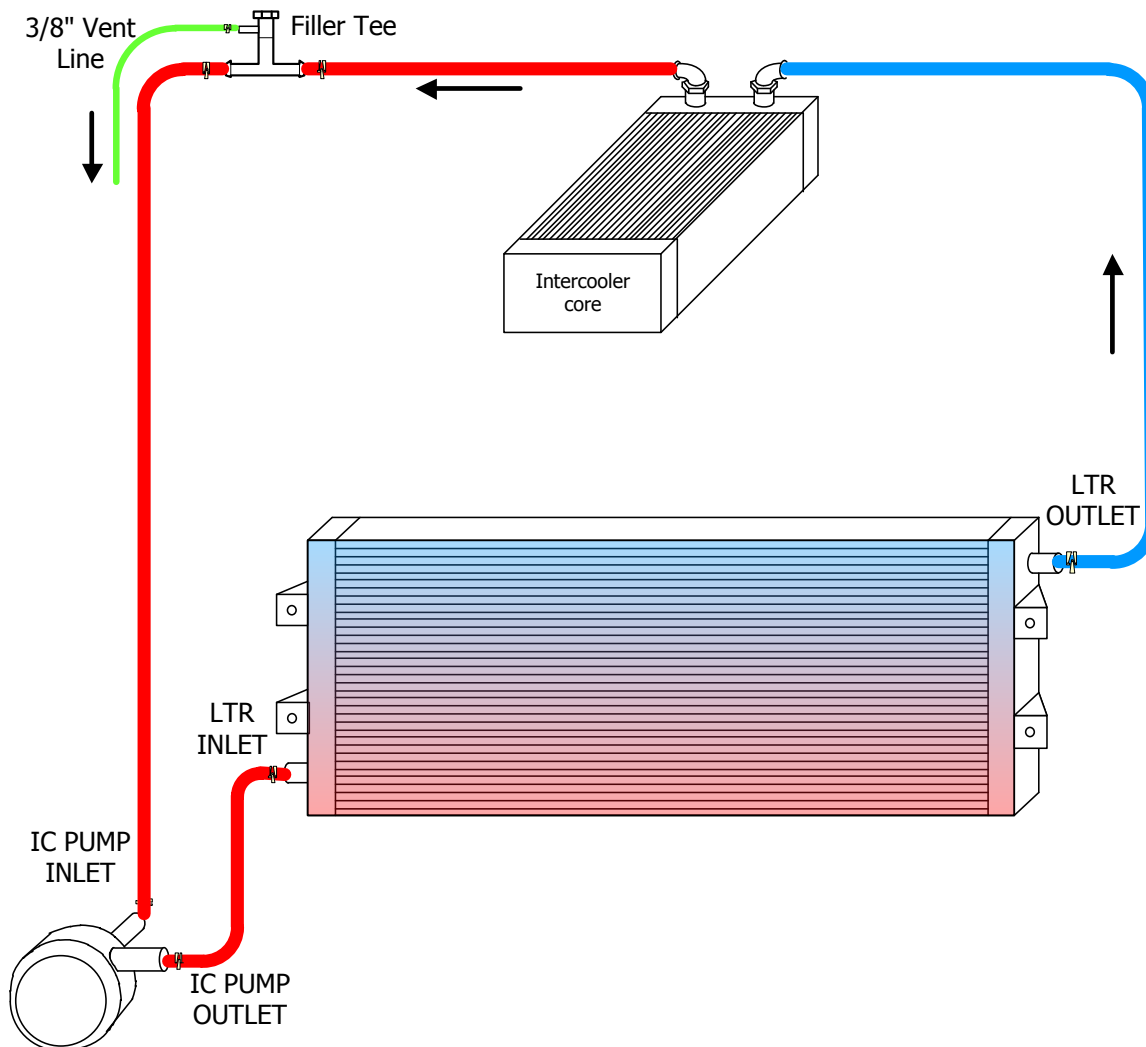 3/8" Vent
Line
Filler Tee
Intercooler
core
LTR
OUTLET
LTR
INLET
IC PUMP
INLET
IC PUMP
OUTLET